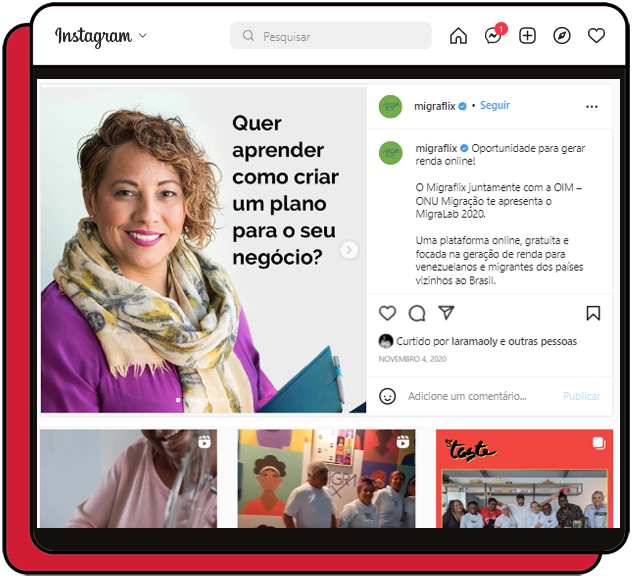 Instagram
Pesquisar
1
Quer
aprender
como criar
um plano
para o seu
negócio?
migraflix • Seguir
migraflix Oportunidade para gerar
renda online!
O Migraflix juntamente com a OIM –
ONU Migração te apresenta o
MigraLab 2020.
Uma plataforma online, gratuita e
focada na geração de renda para
venezuelanos e migrantes dos países
vizinhos ao Brasil.
Curtido por laramaoly e outras pessoas
NOVEMBRO 4, 2020
Adicione um comentário...
Publicar
taste